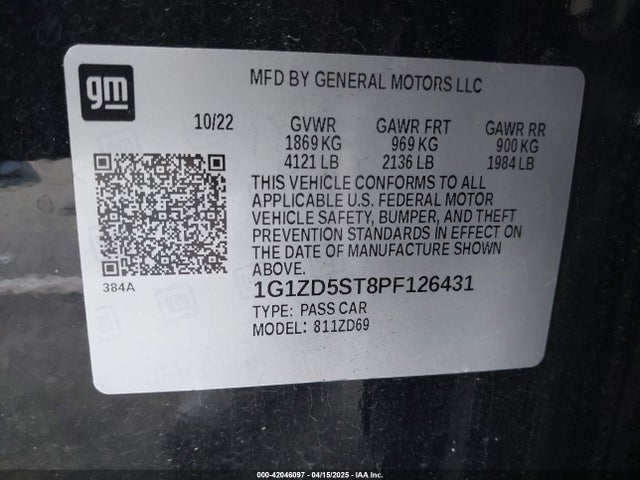 gm
MFD BY GENERAL MOTORS LLC
10/22 GVWR GAWR FRT GAWR RR
1869 KG 969 KG 900 KG
4121 LB 2136 LB 1984 LB
THIS VEHICLE CONFORMS TO ALL
APPLICABLE U.S. FEDERAL MOTOR
VEHICLE SAFETY, BUMPER, AND THEFT
PREVENTION STANDARDS IN EFFECT ON
THE DATE OF MANUFACTURE SHOWN
ABOVE.
384A
1G1ZD5ST8PF126431
TYPE: PASS CAR
MODEL: 811ZD69
000-42046097 - 04/15/2025 - IAA Inc.